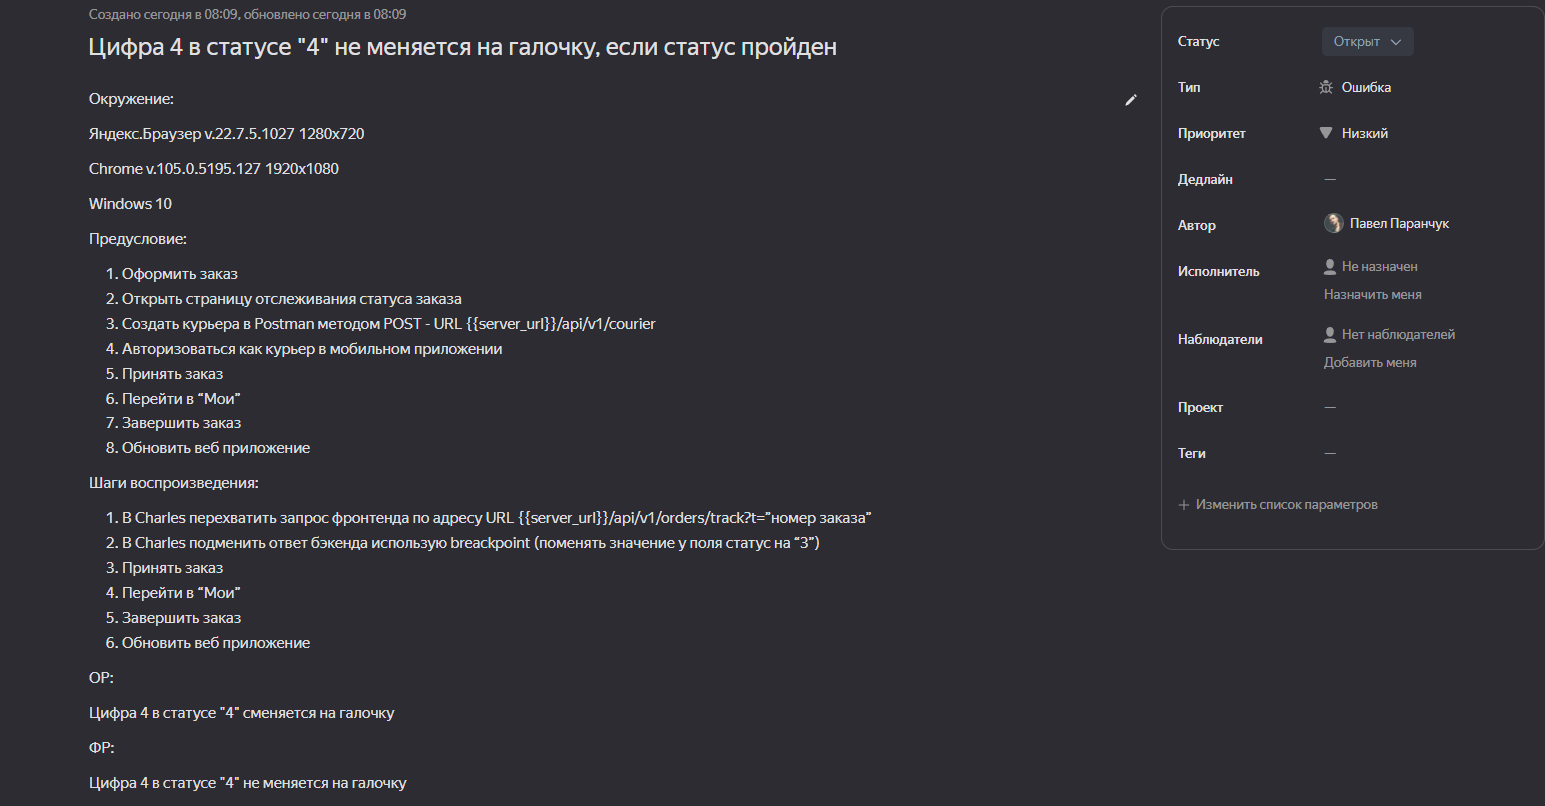 Создано сегодня в 08:09, обновлено сегодня в 08:09
Цифра 4 в статусе "4" не меняется на галочку, если статус пройден
Окружение:
Яндекс.Браузер v.22.7.5.1027 1280x720
Chrome v.105.0.5195.127 1920x1080
Windows 10
Предусловие:
1. Оформить заказ
2. Открыть страницу отслеживания статуса заказа
3. Создать курьера в Postman методом POST - URL {{server_url}}/api/v1/courier
4. Авторизоваться как курьер в мобильном приложении
5. Принять заказ
6. Перейти в “Мои”
7. Завершить заказ
8. Обновить веб приложение
Шаги воспроизведения:
1. В Charles перехватить запрос фронтенда по адресу URL {{server_url}}/api/v1/orders/track?t=”номер заказа”
2. В Charles подменить ответ бэкенда использую breackpoint (поменять значение у поля статус на “3”)
3. Принять заказ
4. Перейти в “Мои”
5. Завершить заказ
6. Обновить веб приложение
ОР:
Цифра 4 в статусе "4" сменяется на галочку
ФР:
Цифра 4 в статусе "4" не меняется на галочку
Статус Открыт
Тип Ошибка
Приоритет Низкий
Дедлайн —
Автор Павел Паранчук
Исполнитель Не назначен
Назначить меня
Наблюдатели Нет наблюдателей
Добавить меня
Проект —
Теги —
+ Изменить список параметров